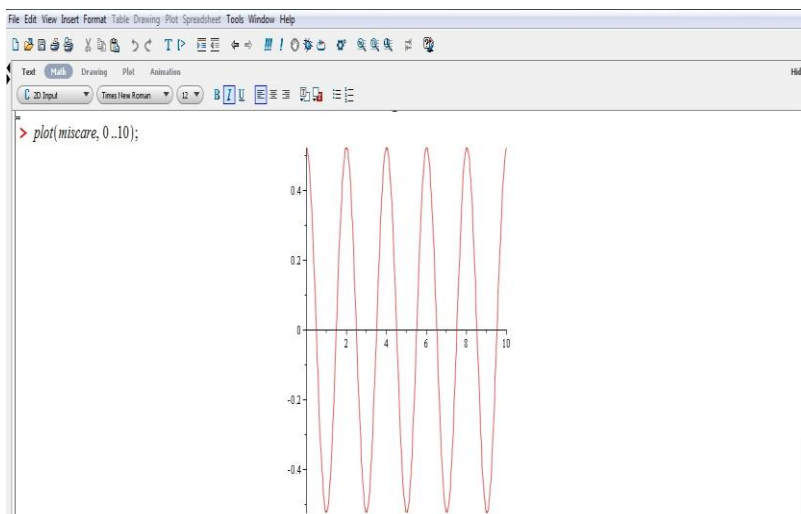 File Edit View Insert Format Table Drawing Plot Spreadsheet Tools Window Help
Text Math Drawing Plot Animation Hid
C 2D Input Times New Roman 12 B I U
> plot(miscare, 0..10);
0.4
0.2
0
2 4 6 8 10
-0.2
-0.4